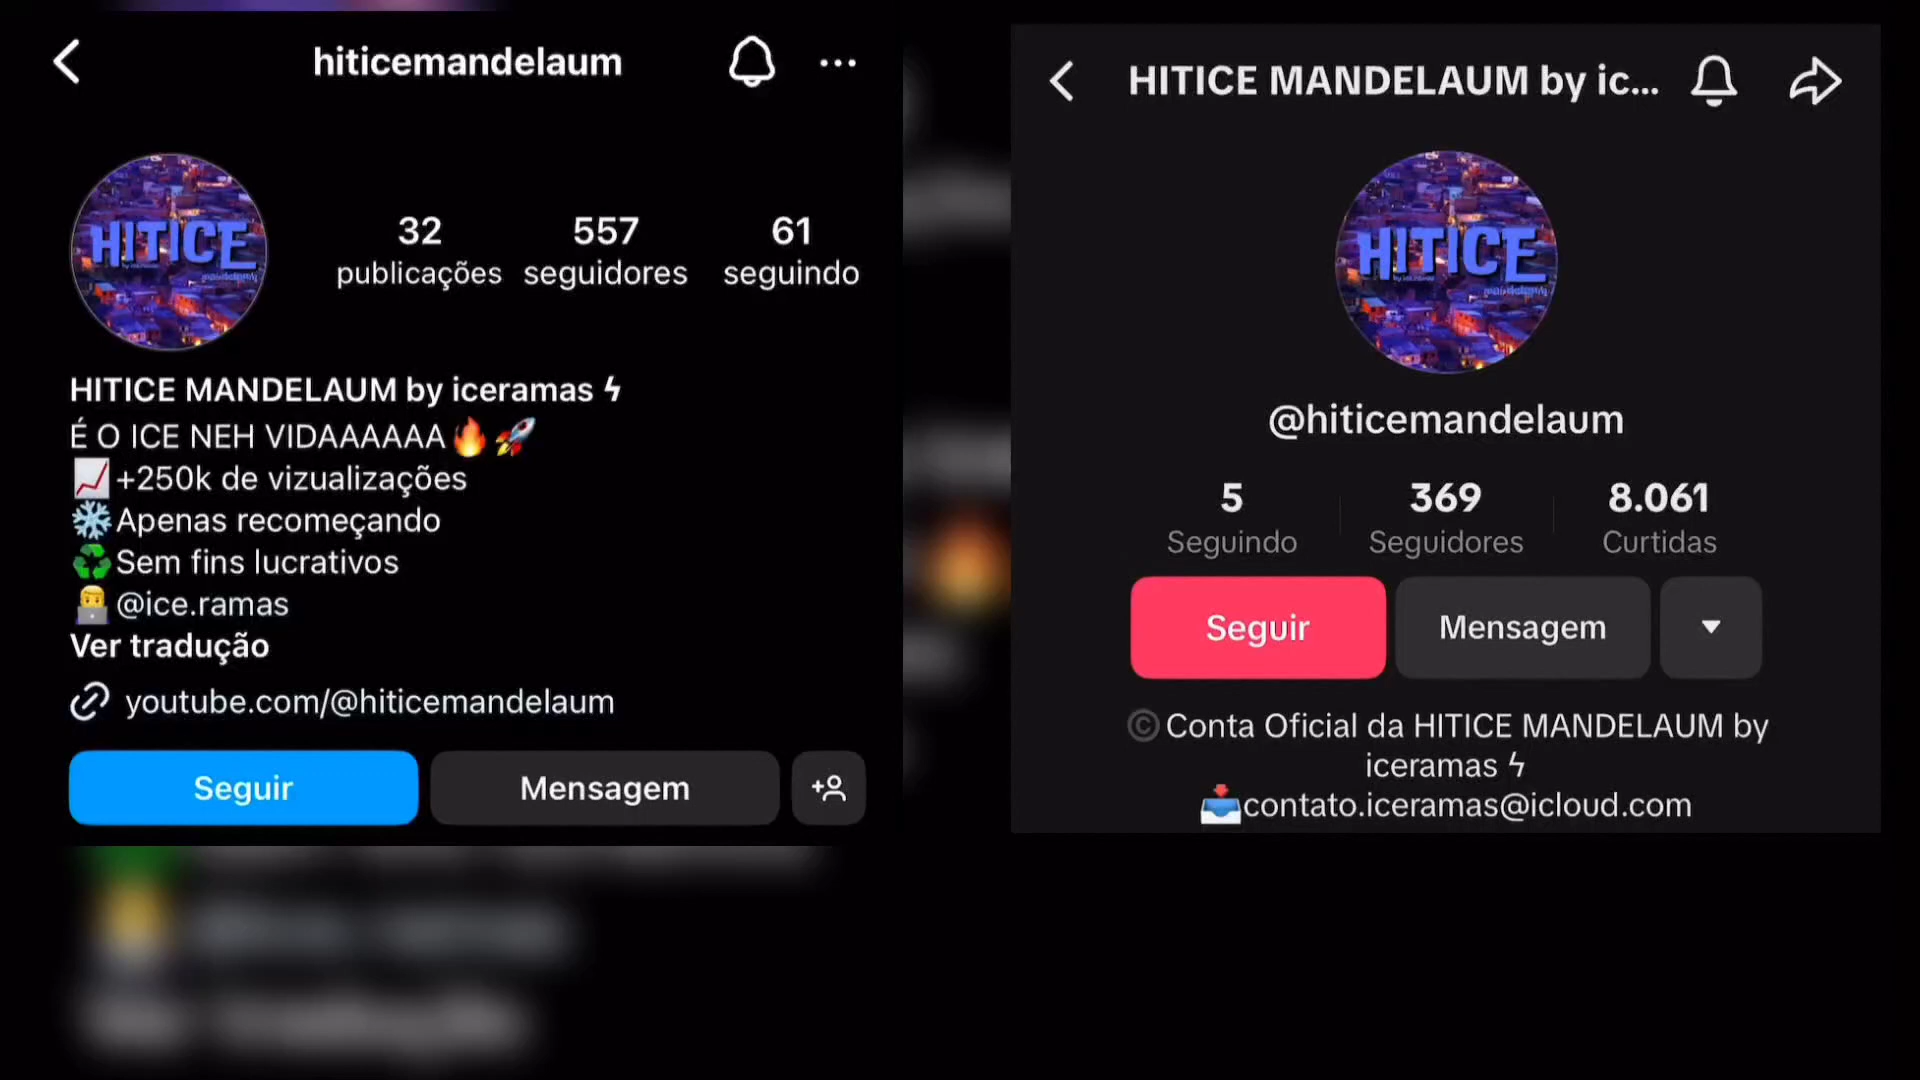 hiticemandelaum
HITICE
32
publicações
557
seguidores
61
seguindo
HITICE MANDELAUM by iceramas ϟ
É O ICE NEH VIDAAAAAA🔥🚀
📈+250k de vizualizações
❄️Apenas recomeçando
♻️Sem fins lucrativos
👨‍💻@ice.ramas
Ver tradução
youtube.com/@hiticemandelaum
Seguir
Mensagem
HITICE MANDELAUM by ic...
HITICE
@hiticemandelaum
5
Seguindo
369
Seguidores
8.061
Curtidas
Seguir
Mensagem
©Conta Oficial da HITICE MANDELAUM by
iceramas ϟ
📥contato.iceramas@icloud.com